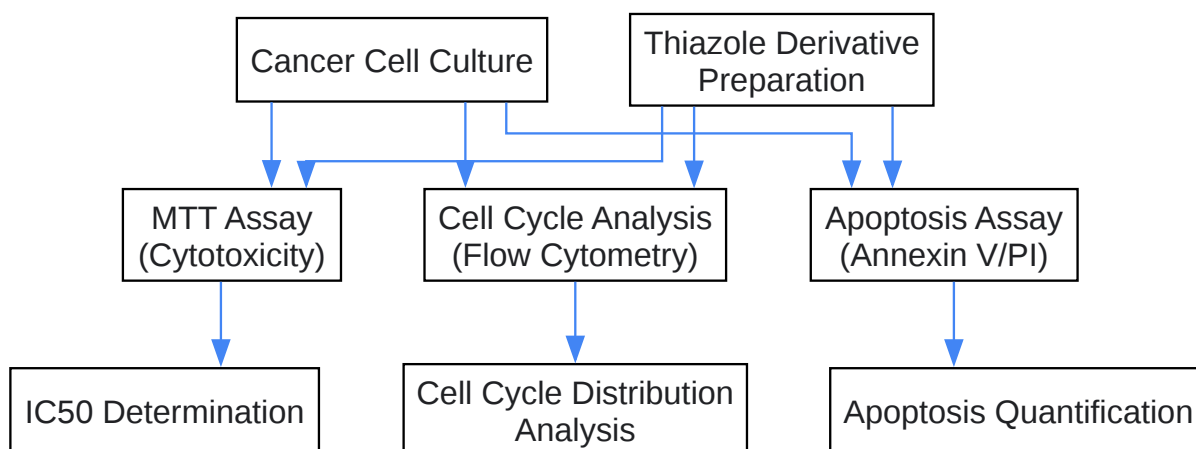 Cancer Cell Culture
Thiazole Derivative
Preparation
MTT Assay
(Cytotoxicity)
Cell Cycle Analysis
(Flow Cytometry)
Apoptosis Assay
(Annexin V/PI)
IC50 Determination
Cell Cycle Distribution
Analysis
Apoptosis Quantification